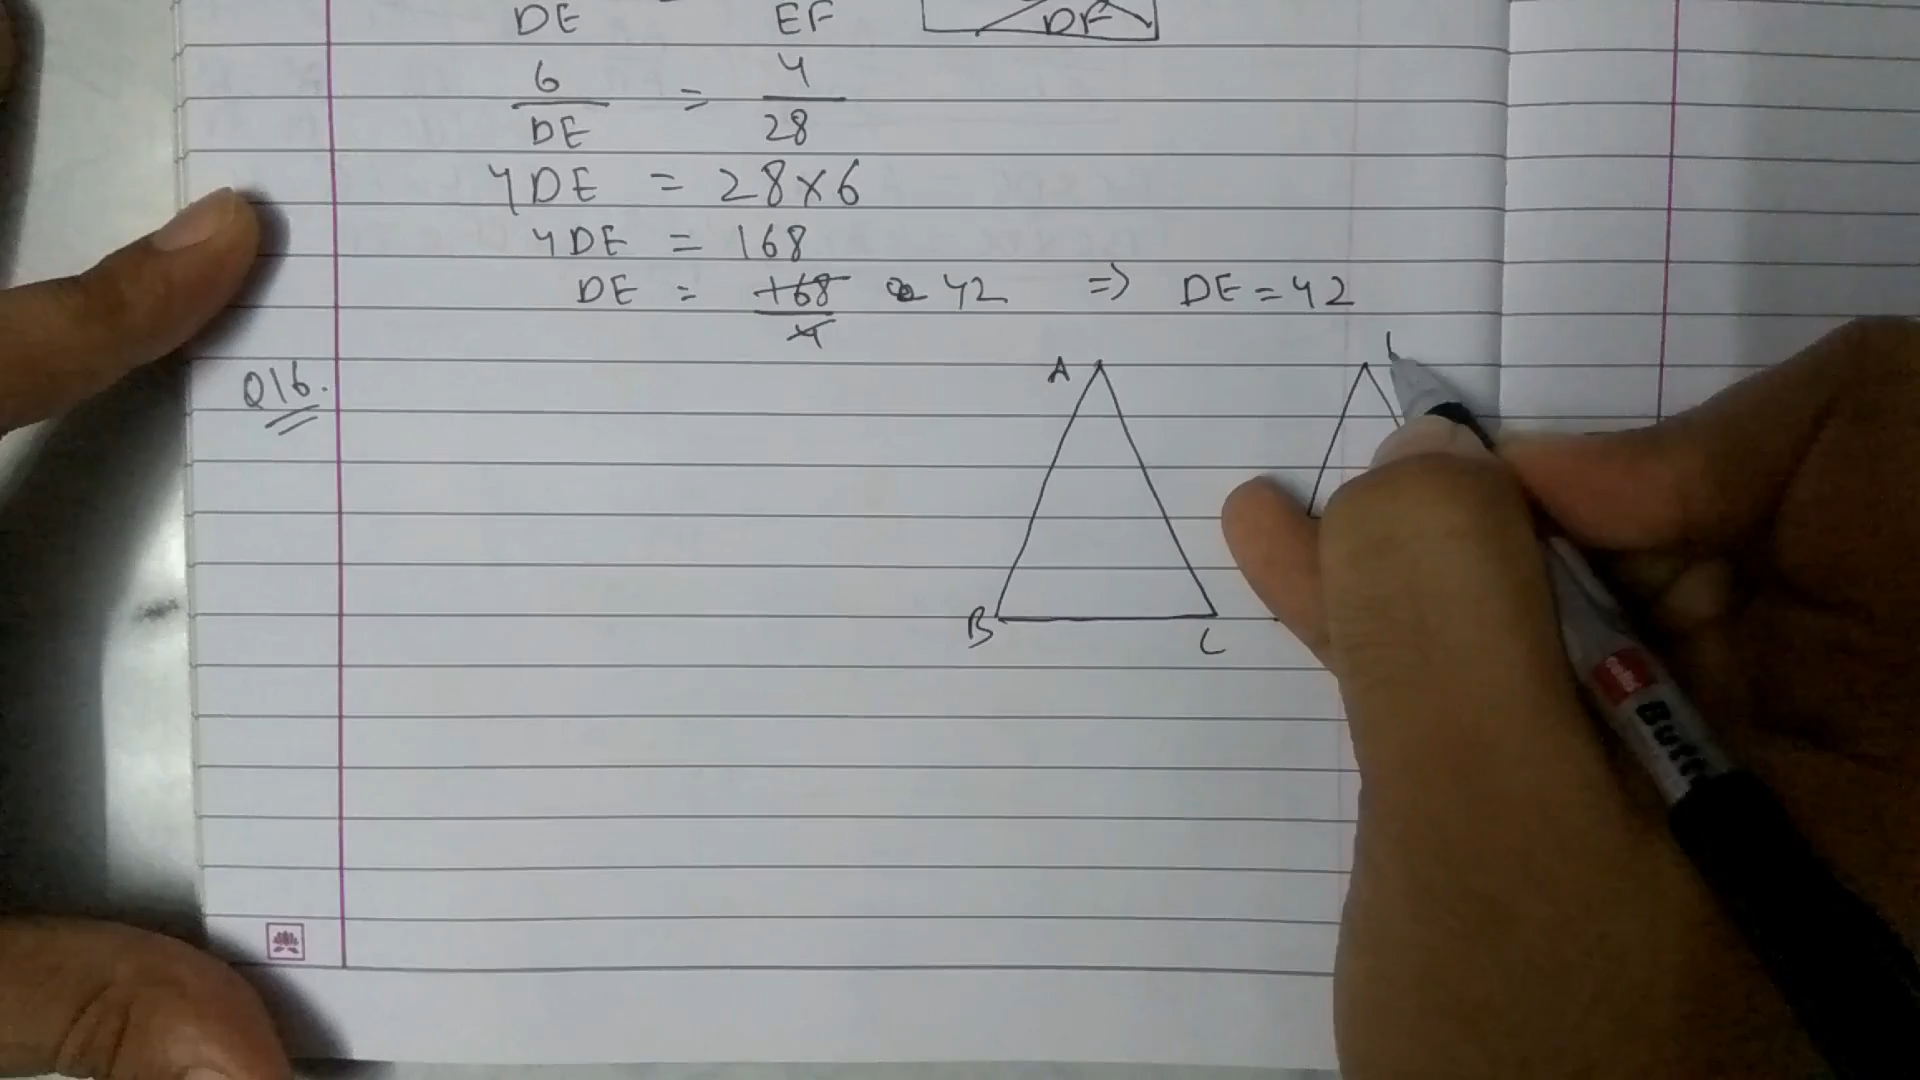 DE EF DF
6 / DE = 4 / 28
4DE = 28×6
4DE = 168
DE = 168 / 4 42 ⇒ DE = 42
Q16.
A
B C